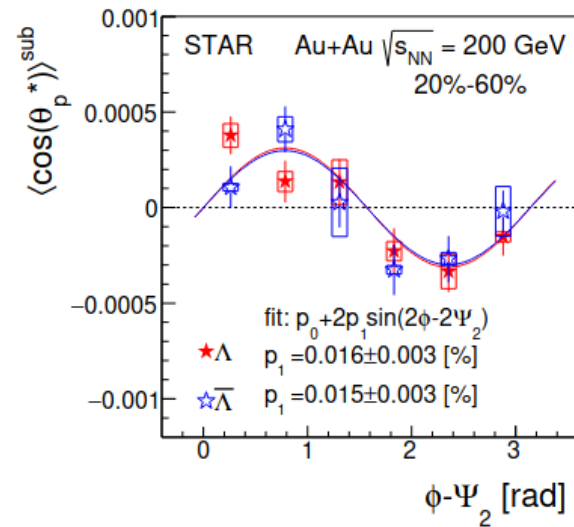 ⟨cos(θp*)⟩sub
0.001
0.0005
0
−0.0005
−0.001
STAR Au+Au √sNN = 200 GeV
20%-60%
fit: p0+2p1sin(2ϕ-2Ψ2)
Λ p1=0.016±0.003 [%]
Λ̅ p1=0.015±0.003 [%]
0 1 2 3
ϕ-Ψ2 [rad]